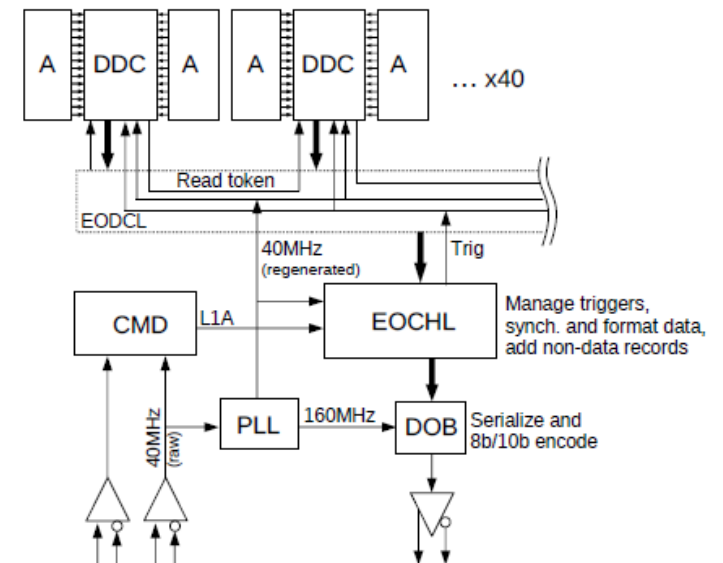 A DDC A A DDC A ... x40
Read token
EODCL
40MHz
(regenerated)
Trig
CMD
L1A
EOCHL
Manage triggers,
synch. and format data,
add non-data records
40MHz
(raw)
PLL
160MHz
DOB
Serialize and
8b/10b encode